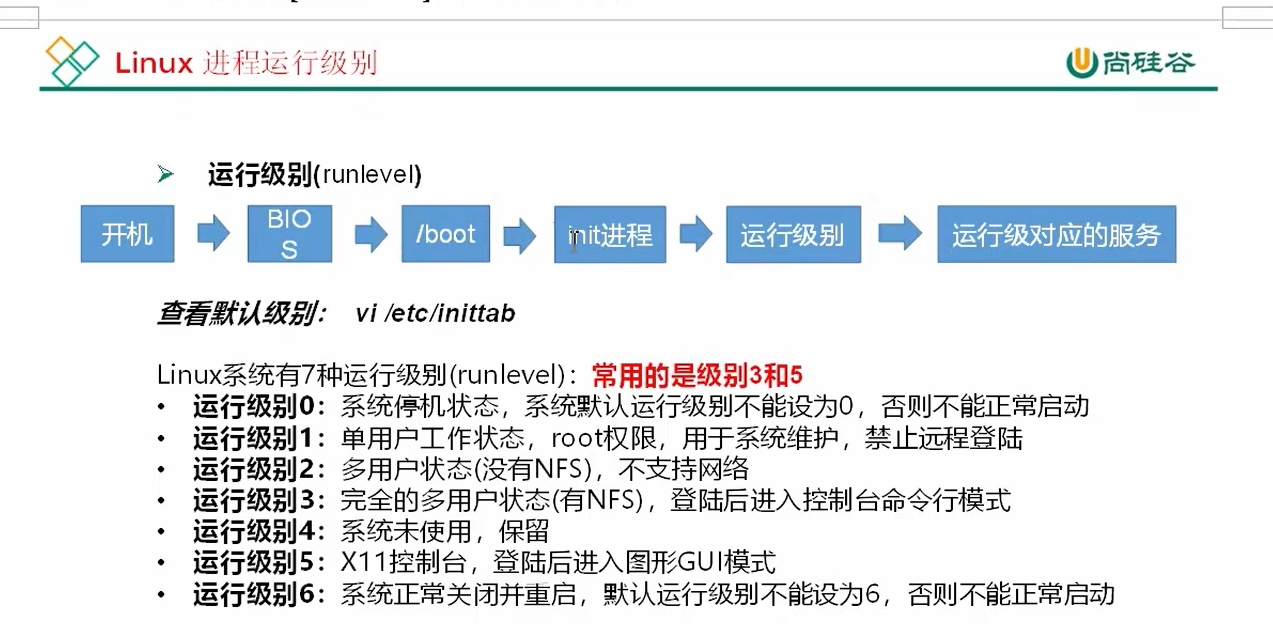 Linux 进程运行级别
尚硅谷
运行级别(runlevel)
开机
BIO
S
/boot
init进程
运行级别
运行级对应的服务
查看默认级别： vi /etc/inittab
Linux系统有7种运行级别(runlevel)：常用的是级别3和5
• 运行级别0：系统停机状态，系统默认运行级别不能设为0，否则不能正常启动
• 运行级别1：单用户工作状态，root权限，用于系统维护，禁止远程登陆
• 运行级别2：多用户状态(没有NFS)，不支持网络
• 运行级别3：完全的多用户状态(有NFS)，登陆后进入控制台命令行模式
• 运行级别4：系统未使用，保留
• 运行级别5：X11控制台，登陆后进入图形GUI模式
• 运行级别6：系统正常关闭并重启，默认运行级别不能设为6，否则不能正常启动